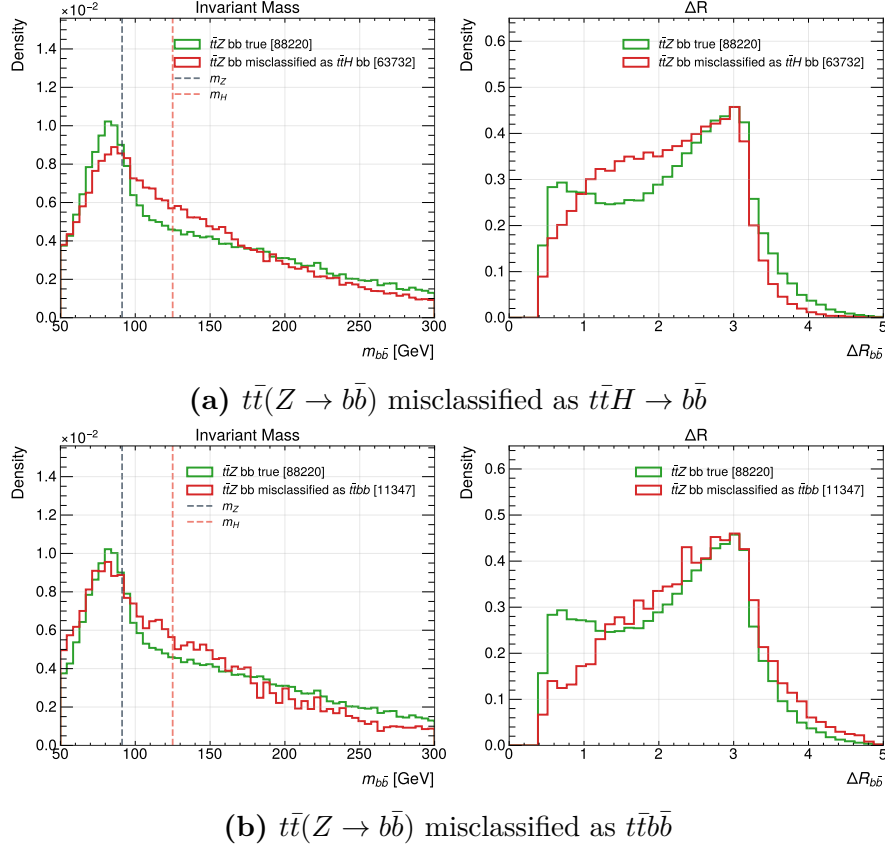 Invariant Mass
ΔR
×10⁻²
Density
1.4
1.2
1.0
0.8
0.6
0.4
0.2
0.0
tt̄Z bb true [88220]
tt̄Z bb misclassified as tt̄H bb [63732]
m_Z
m_H
50 100 150 200 250 300
m_bb̄ [GeV]
Density
0.6
0.5
0.4
0.3
0.2
0.1
0.0
tt̄Z bb true [88220]
tt̄Z bb misclassified as tt̄H bb [63732]
0 1 2 3 4 5
ΔR_bb̄
(a) tt̄(Z → bb̄) misclassified as tt̄H → bb̄
Invariant Mass
ΔR
×10⁻²
Density
1.4
1.2
1.0
0.8
0.6
0.4
0.2
0.0
tt̄Z bb true [88220]
tt̄Z bb misclassified as tt̄bb [11347]
m_Z
m_H
50 100 150 200 250 300
m_bb̄ [GeV]
Density
0.6
0.5
0.4
0.3
0.2
0.1
0.0
tt̄Z bb true [88220]
tt̄Z bb misclassified as tt̄bb [11347]
0 1 2 3 4 5
ΔR_bb̄
(b) tt̄(Z → bb̄) misclassified as tt̄bb̄